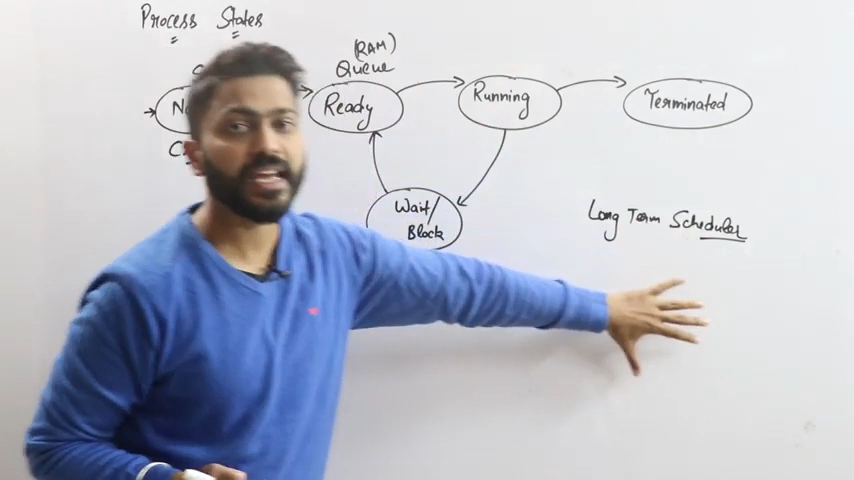 Process States
(RAM)
Queue
Ready
Running
Terminated
Wait/
Block
Long Term Scheduler